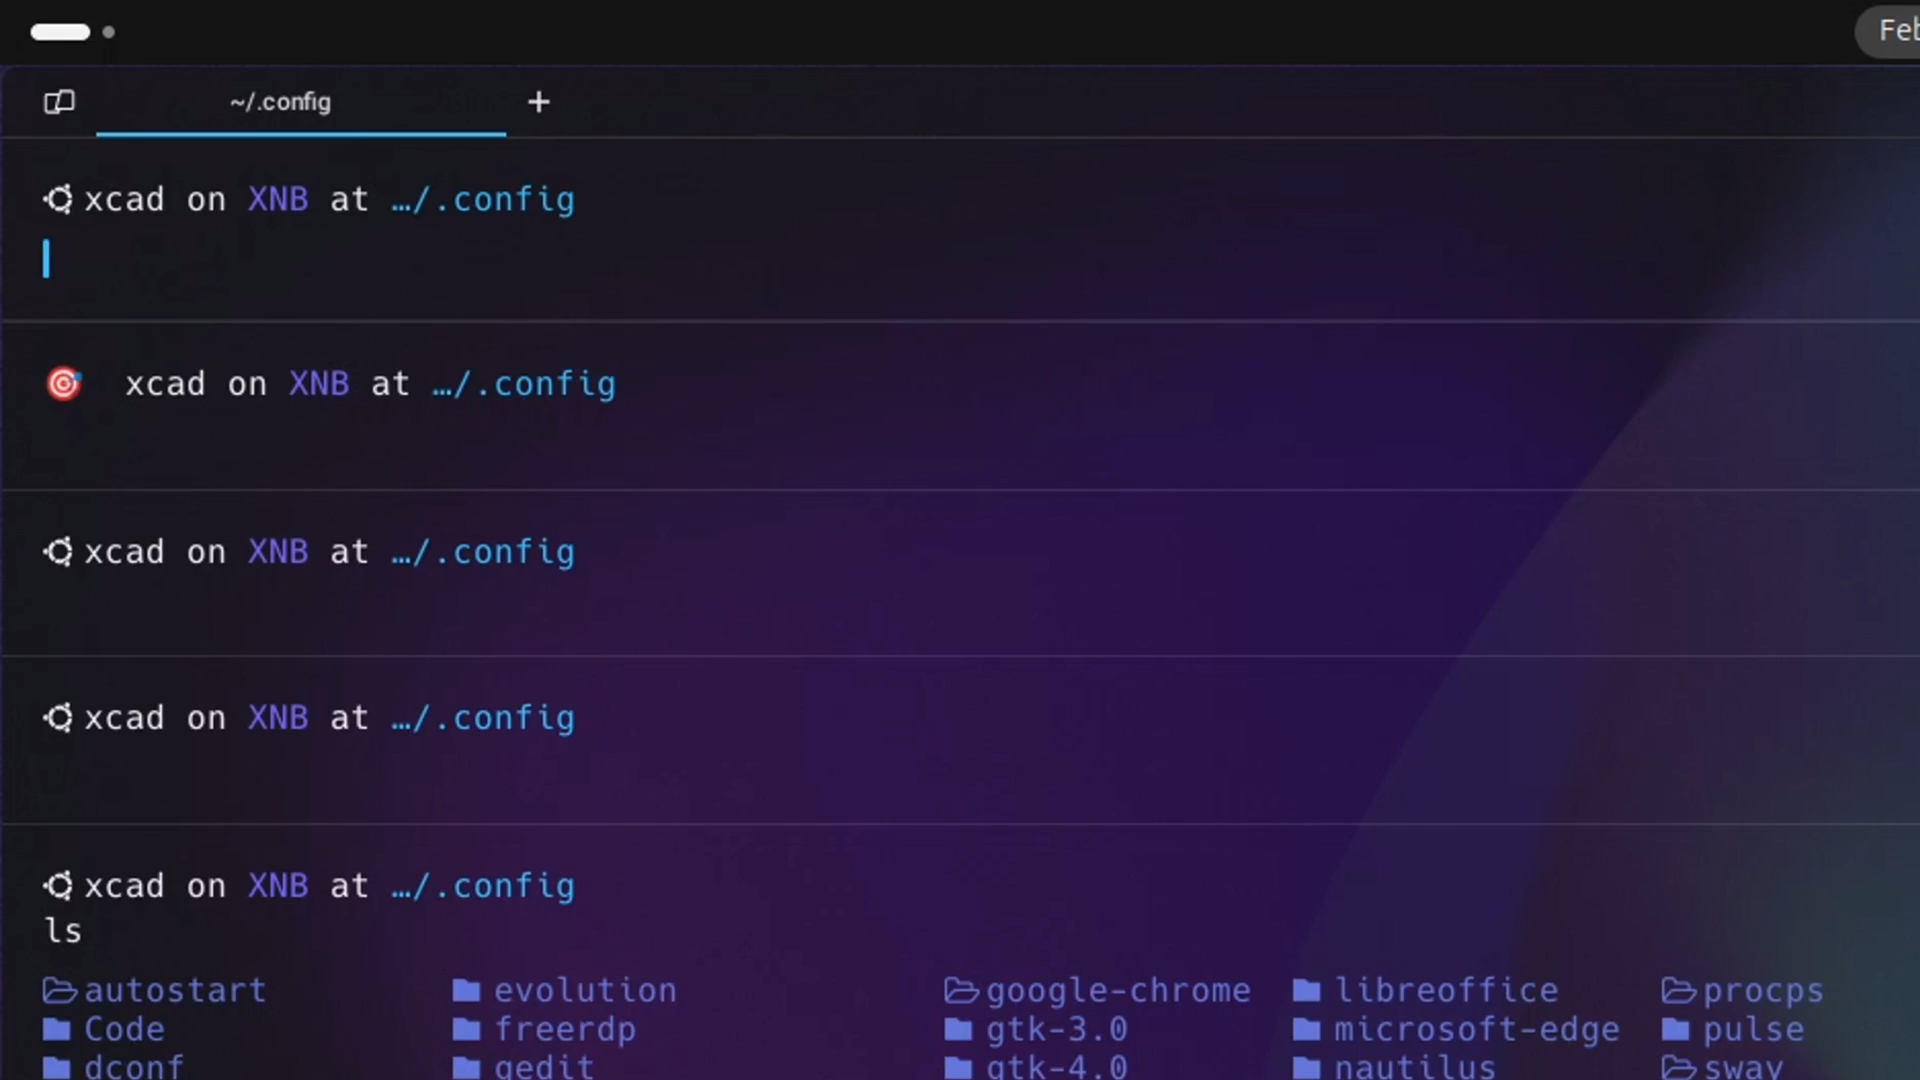 Feb
~/.config +
xcad on XNB at …/.config
xcad on XNB at …/.config
xcad on XNB at …/.config
xcad on XNB at …/.config
xcad on XNB at …/.config
ls
autostart evolution google-chrome libreoffice procps
Code freerdp gtk-3.0 microsoft-edge pulse
dconf gedit gtk-4.0 nautilus sway